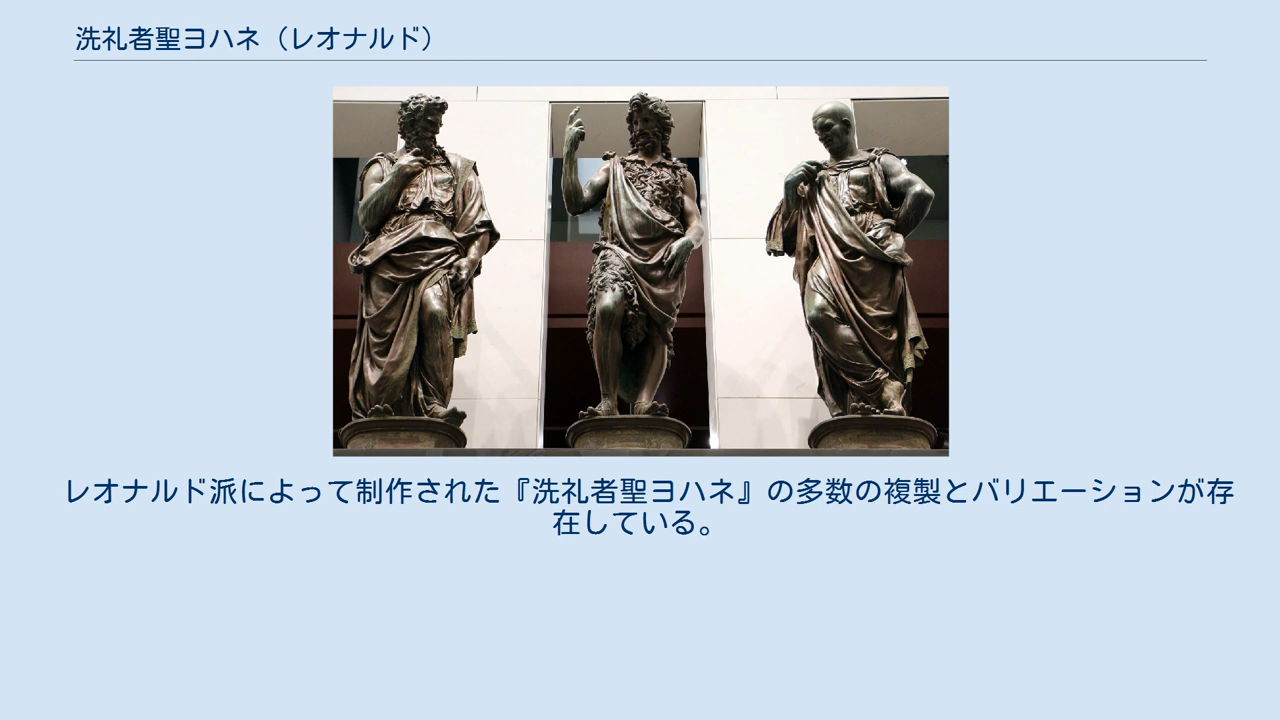 洗礼者聖ヨハネ（レオナルド）
レオナルド派によって制作された『洗礼者聖ヨハネ』の多数の複製とバリエーションが存
在している。